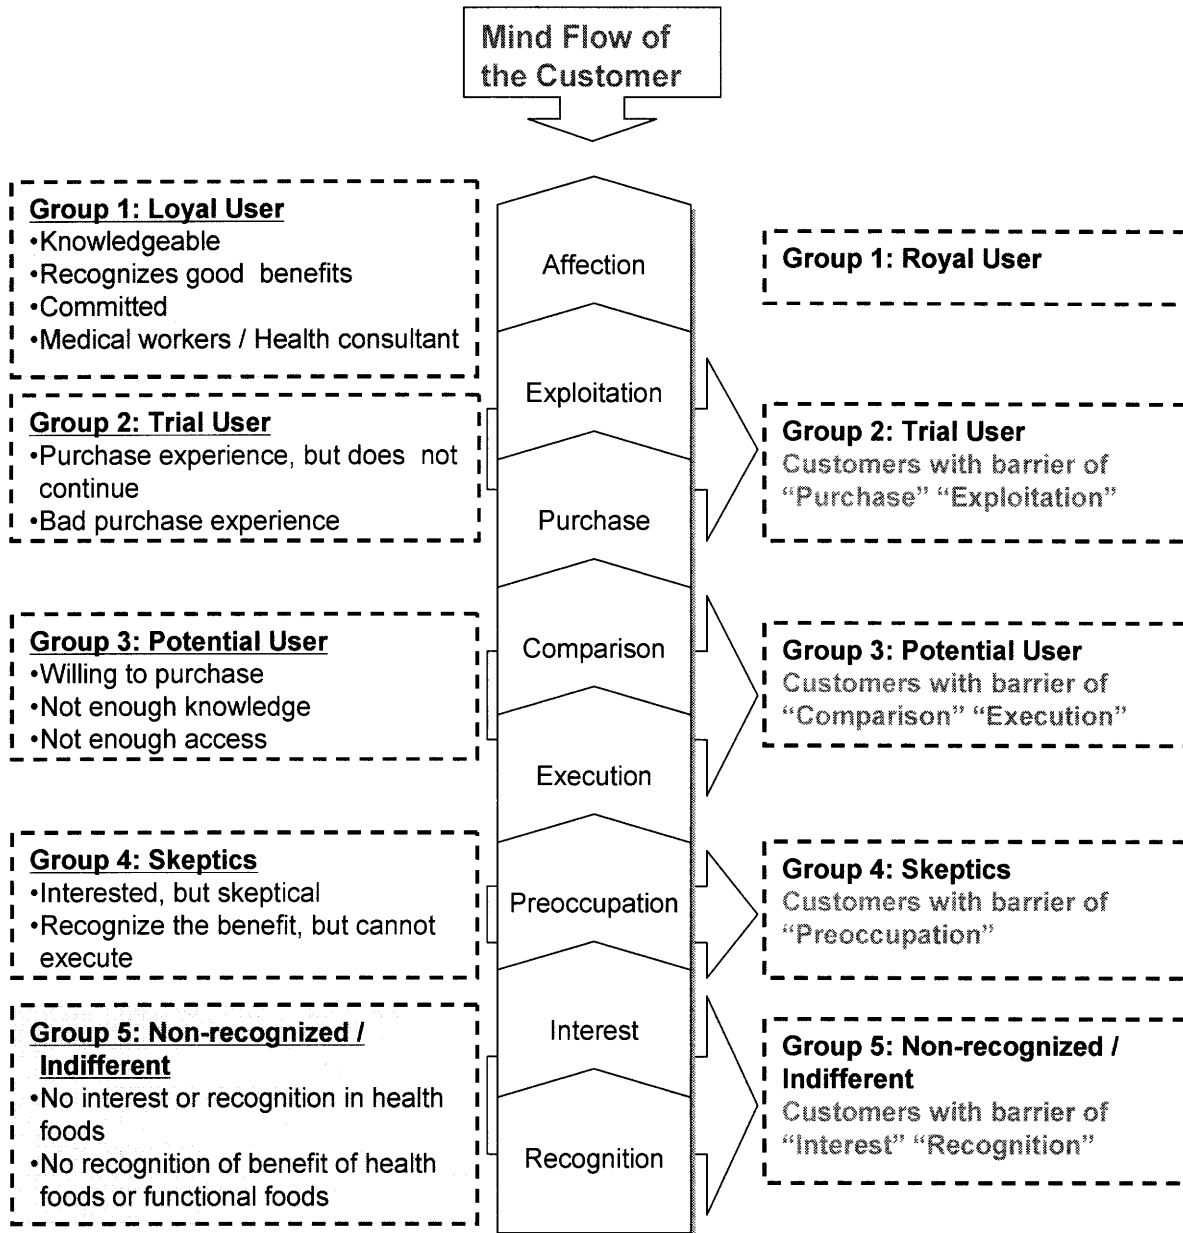 Mind Flow of
the Customer
Group 1: Loyal User
•Knowledgeable
•Recognizes good benefits
•Committed
•Medical workers / Health consultant
Group 2: Trial User
•Purchase experience, but does not
continue
•Bad purchase experience
Group 3: Potential User
•Willing to purchase
•Not enough knowledge
•Not enough access
Group 4: Skeptics
•Interested, but skeptical
•Recognize the benefit, but cannot
execute
Group 5: Non-recognized /
Indifferent
•No interest or recognition in health
foods
•No recognition of benefit of health
foods or functional foods
Affection
Exploitation
Purchase
Comparison
Execution
Preoccupation
Interest
Recognition
Group 1: Royal User
Group 2: Trial User
Customers with barrier of
“Purchase” “Exploitation”
Group 3: Potential User
Customers with barrier of
“Comparison” “Execution”
Group 4: Skeptics
Customers with barrier of
“Preoccupation”
Group 5: Non-recognized /
Indifferent
Customers with barrier of
“Interest” “Recognition”